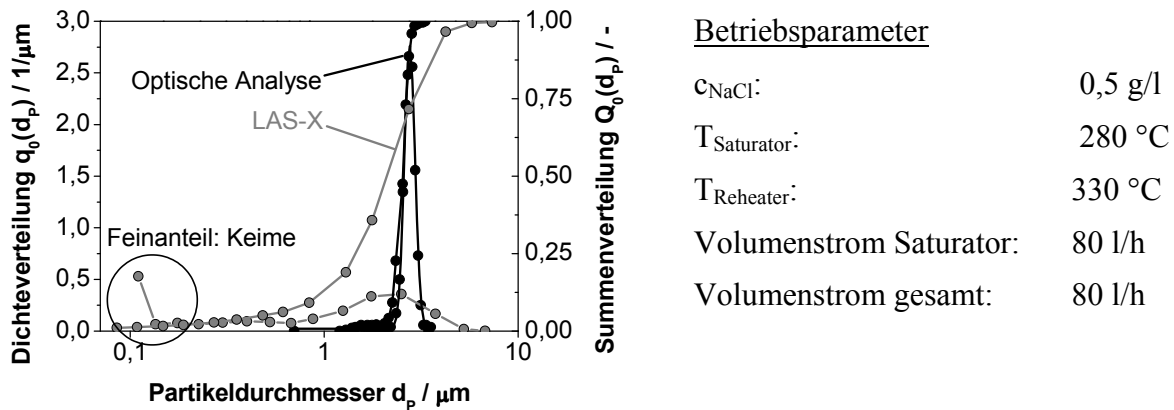 Dichteverteilung q0(dP) / 1/μm
3,0
2,5
2,0
1,5
1,0
0,5
0,0
Optische Analyse
LAS-X
Feinanteil: Keime
1,00
0,75
0,50
0,25
0,00
Summenverteilung Q0(dP) / -
0,1
1
10
Partikeldurchmesser dP / μm
Betriebsparameter
cNaCl: 0,5 g/l
TSaturator: 280 °C
TReheater: 330 °C
Volumenstrom Saturator: 80 l/h
Volumenstrom gesamt: 80 l/h